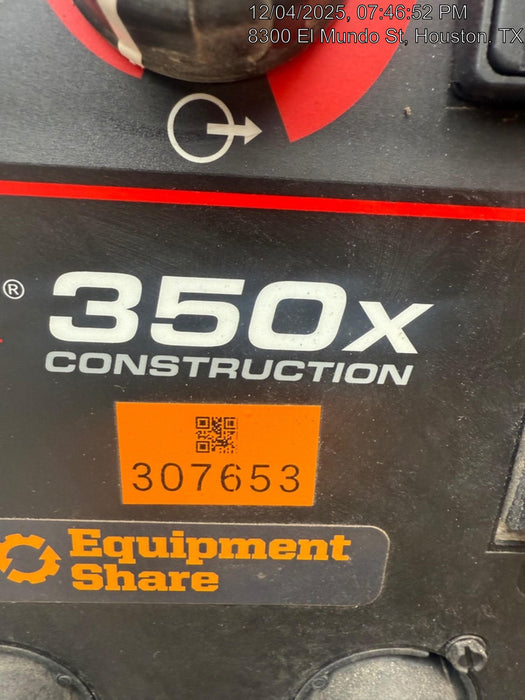 12/04/2025, 07:46:52 PM
8300 El Mundo St, Houston, TX
® 350x
CONSTRUCTION
307653
Equipment
Share